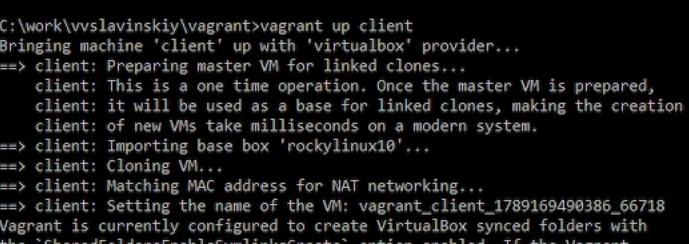 C:\work\vvslavinskiy\vagrant>vagrant up client
Bringing machine 'client' up with 'virtualbox' provider...
==> client: Preparing master VM for linked clones...
    client: This is a one time operation. Once the master VM is prepared,
    client: it will be used as a base for linked clones, making the creation
    client: of new VMs take milliseconds on a modern system.
==> client: Importing base box 'rockylinux10'...
==> client: Cloning VM...
==> client: Matching MAC address for NAT networking...
==> client: Setting the name of the VM: vagrant_client_1789169490386_66718
Vagrant is currently configured to create VirtualBox synced folders with
the `SharedFoldersEnableSymlinksCreate` option enabled. If the Vagrant